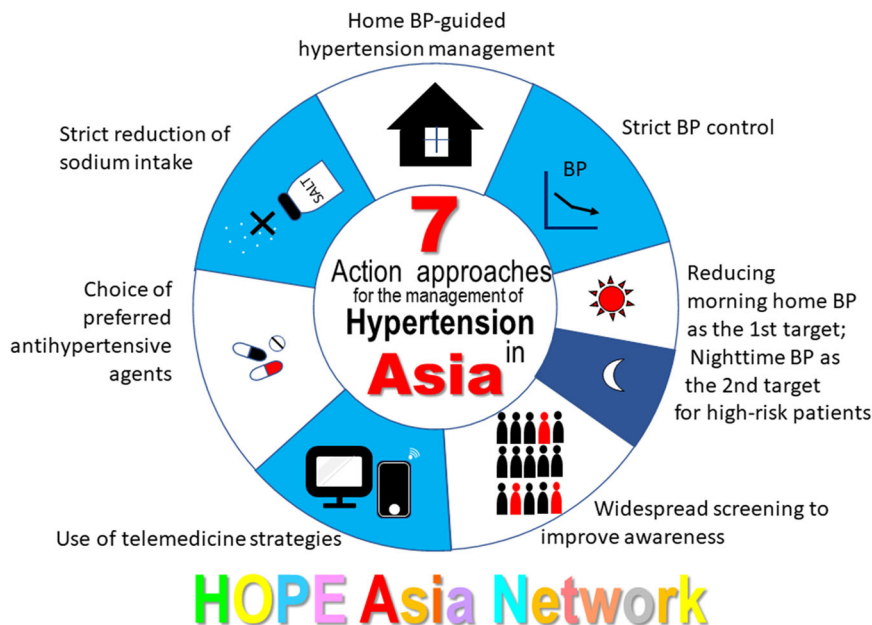 Home BP-guided
hypertension management
Strict BP control
BP
Reducing
morning home BP
as the 1st target;
Nighttime BP as
the 2nd target
for high-risk patients
Widespread screening to
improve awareness
Use of telemedicine strategies
Choice of
preferred
antihypertensive
agents
Strict reduction of
sodium intake
SALT
7
Action approaches
for the management of
Hypertension
in
Asia
HOPE Asia Network